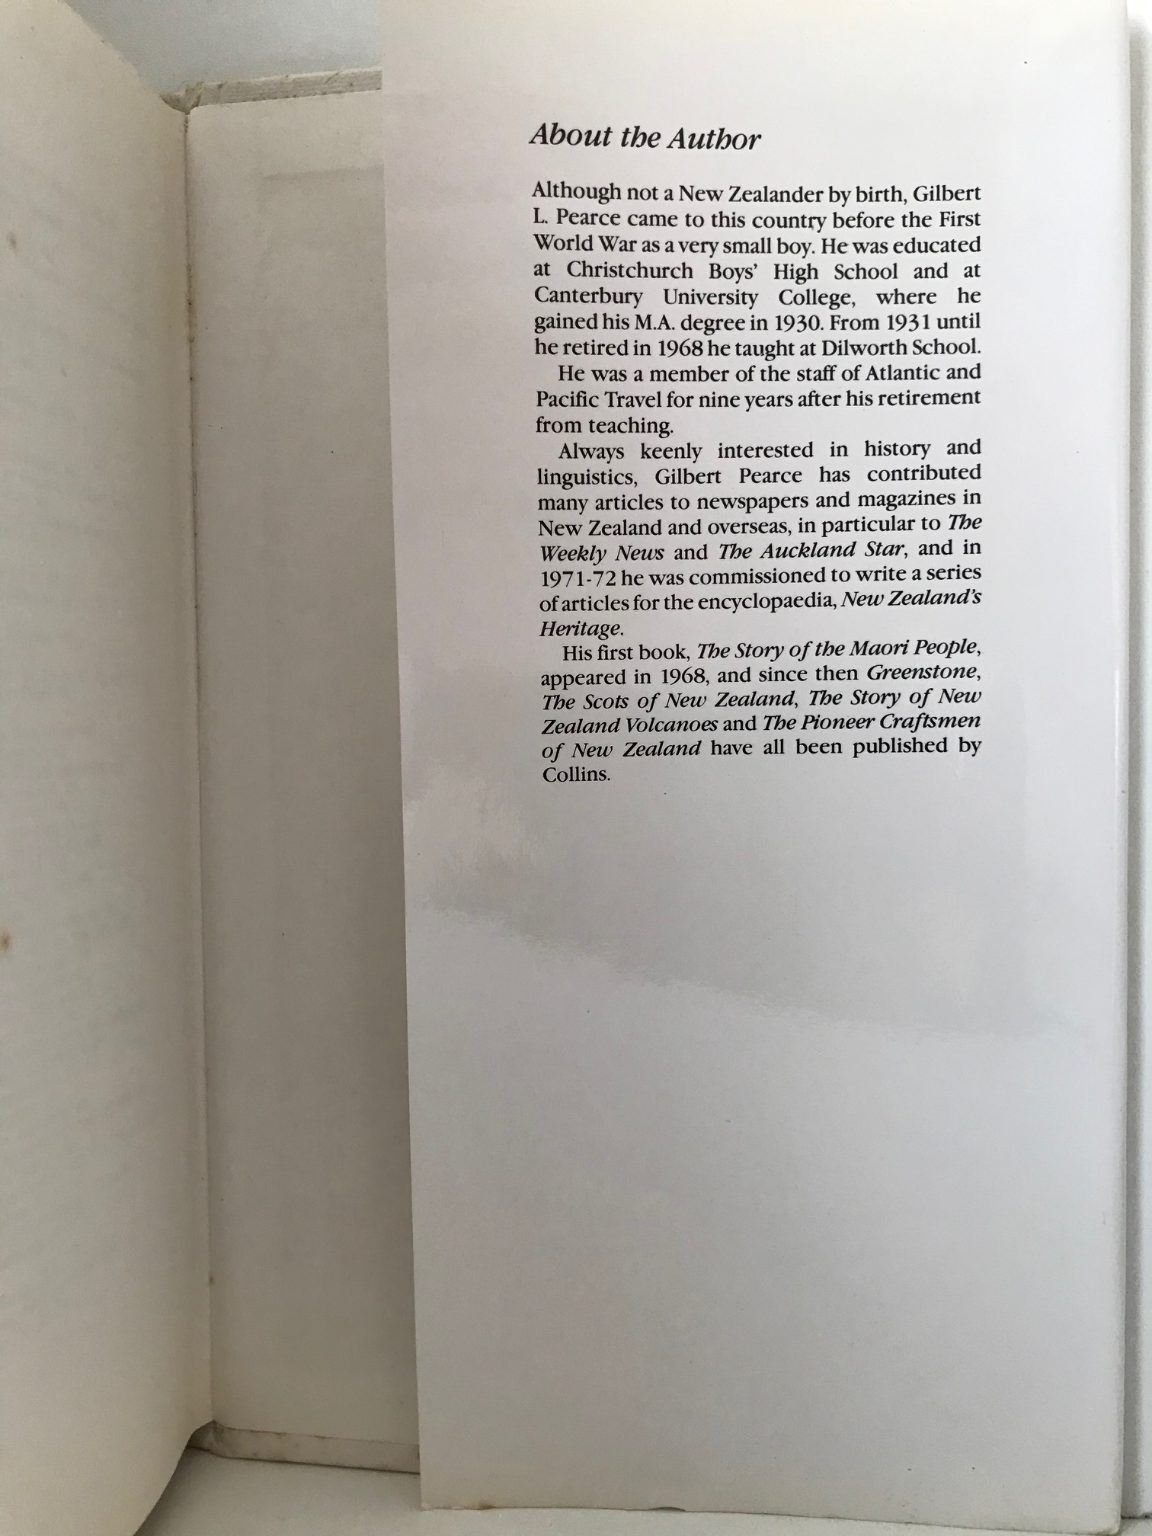 About the Author
Although not a New Zealander by birth, Gilbert
L. Pearce came to this country before the First
World War as a very small boy. He was educated
at Christchurch Boys' High School and at
Canterbury University College, where he
gained his M.A. degree in 1930. From 1931 until
he retired in 1968 he taught at Dilworth School.
He was a member of the staff of Atlantic and
Pacific Travel for nine years after his retirement
from teaching.
Always keenly interested in history and
linguistics, Gilbert Pearce has contributed
many articles to newspapers and magazines in
New Zealand and overseas, in particular to The
Weekly News and The Auckland Star, and in
1971-72 he was commissioned to write a series
of articles for the encyclopaedia, New Zealand's
Heritage.
His first book, The Story of the Maori People,
appeared in 1968, and since then Greenstone,
The Scots of New Zealand, The Story of New
Zealand Volcanoes and The Pioneer Craftsmen
of New Zealand have all been published by
Collins.